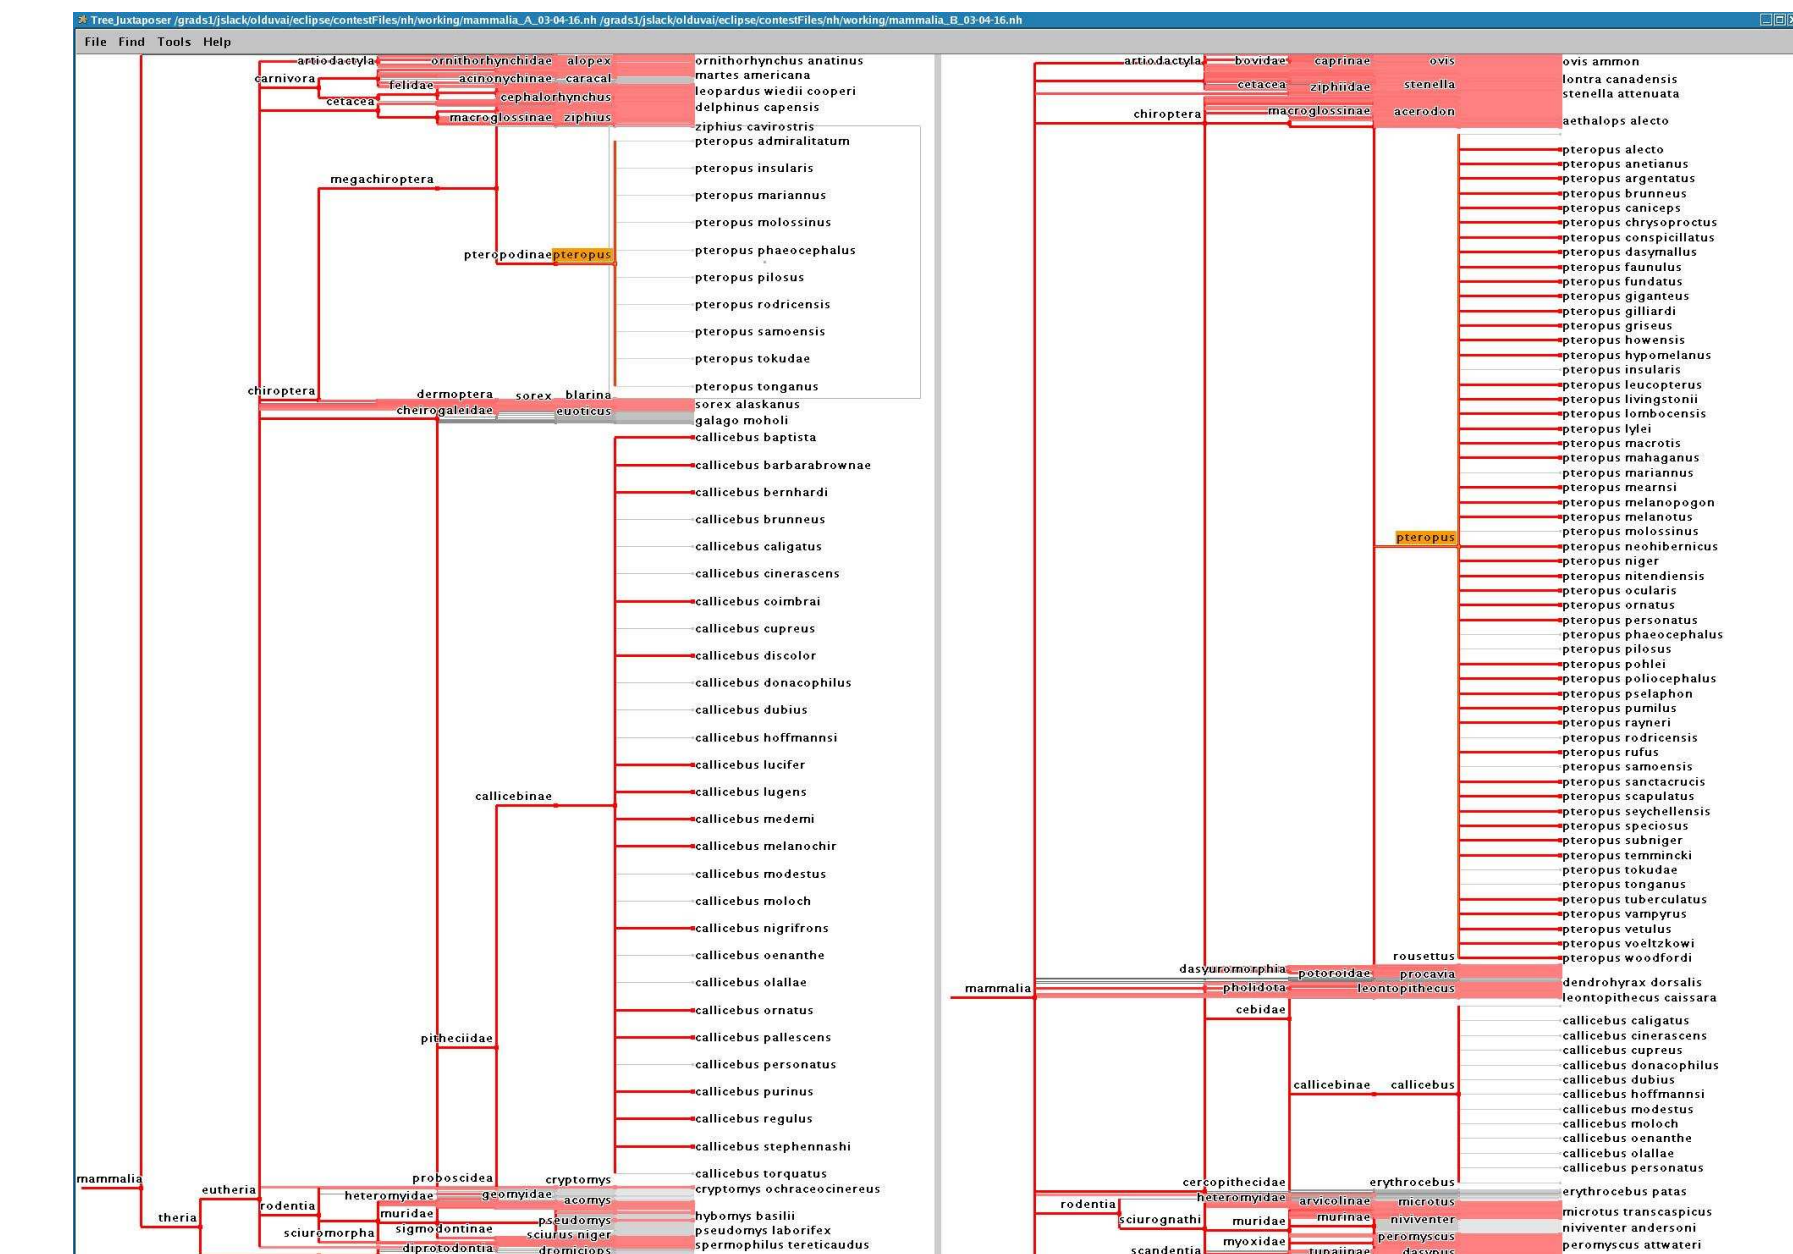 TreeJuxtaposer /grads1/jslack/olduvai/eclipse/contestFiles/nh/working/mammalia_A_03-04-16.nh /grads1/jslack/olduvai/eclipse/contestFiles/nh/working/mammalia_B_03-04-16.nh
File Find Tools Help
artiodactyla ornithorhynchidae alopex ornithorhynchus anatinus
carnivora acinonychinae caracal martes americana
felidae leopardus wiedii cooperi
cetacea cephalorhynchus delphinus capensis
macroglossinae ziphius
ziphius cavirostris
pteropus admiralitatum
pteropus insularis
megachiroptera
pteropus mariannus
pteropus molossinus
pteropodinae pteropus pteropus phaeocephalus
pteropus pilosus
pteropus rodricensis
pteropus samoensis
pteropus tokudae
pteropus tonganus
chiroptera dermoptera sorex blarina
sorex alaskanus
cheirogaleidae euoticus
galago moholi
callicebus baptista
callicebus barbarabrownae
callicebus bernhardi
callicebus brunneus
callicebus caligatus
callicebus cinerascens
callicebus coimbrai
callicebus cupreus
callicebus discolor
callicebus donacophilus
callicebus dubius
callicebus hoffmannsi
callicebus lucifer
callicebus lugens
callicebinae
callicebus medemi
callicebus melanochir
callicebus modestus
callicebus moloch
callicebus nigrifrons
callicebus oenanthe
callicebus olallae
callicebus ornatus
pitheciidae callicebus pallescens
callicebus personatus
callicebus purinus
callicebus regulus
callicebus stephennashi
callicebus torquatus
mammalia proboscidea cryptomys
eutheria cryptomys ochraceocinereus
heteromyidae geomyidae acomys
rodentia
muridae hybomys basilii
theria pseudomys
sciuromorpha sigmodontinae pseudomys laborifex
sciurus niger
diprotodontia dromiciops spermophilus tereticaudus
artiodactyla bovidae caprinae ovis ovis ammon
cetacea ziphiidae stenella lontra canadensis
stenella attenuata
chiroptera macroglossinae acerodon
aethalops alecto
pteropus alecto
pteropus anetianus
pteropus argentatus
pteropus brunneus
pteropus caniceps
pteropus chrysoproctus
pteropus conspicillatus
pteropus dasymallus
pteropus faunulus
pteropus fundatus
pteropus giganteus
pteropus gilliardi
pteropus griseus
pteropus howensis
pteropus hypomelanus
pteropus insularis
pteropus leucopterus
pteropus livingstonii
pteropus lombocensis
pteropus lylei
pteropus macrotis
pteropus mahaganus
pteropus mariannus
pteropus mearnsi
pteropus melanopogon
pteropus melanotus
pteropus molossinus
pteropus
pteropus neohibernicus
pteropus niger
pteropus nitendiensis
pteropus ocularis
pteropus ornatus
pteropus personatus
pteropus phaeocephalus
pteropus pilosus
pteropus pohlei
pteropus poliocephalus
pteropus pselaphon
pteropus pumilus
pteropus rayneri
pteropus rodricensis
pteropus rufus
pteropus samoensis
pteropus sanctacrucis
pteropus scapulatus
pteropus seychellensis
pteropus speciosus
pteropus subniger
pteropus temmincki
pteropus tokudae
pteropus tonganus
pteropus tuberculatus
pteropus vampyrus
pteropus vetulus
pteropus voeltzkowi
rousettus pteropus woodfordi
dasyuromorphia potoroidae procavia
dendrohyrax dorsalis
mammalia pholidota leontopithecus
leontopithecus caissara
cebidae
callicebus caligatus
callicebus cinerascens
callicebus cupreus
callicebus donacophilus
callicebus dubius
callicebinae callicebus
callicebus hoffmannsi
callicebus modestus
callicebus moloch
callicebus oenanthe
callicebus olallae
callicebus personatus
cercopithecidae erythrocebus
erythrocebus patas
heteromyidae arvicolinae microtus
rodentia microtus transcaspicus
sciurognathi muridae murinae niviventer
niviventer andersoni
myoxidae peromyscus
peromyscus attwateri
scandentia tupaiinae dasypus